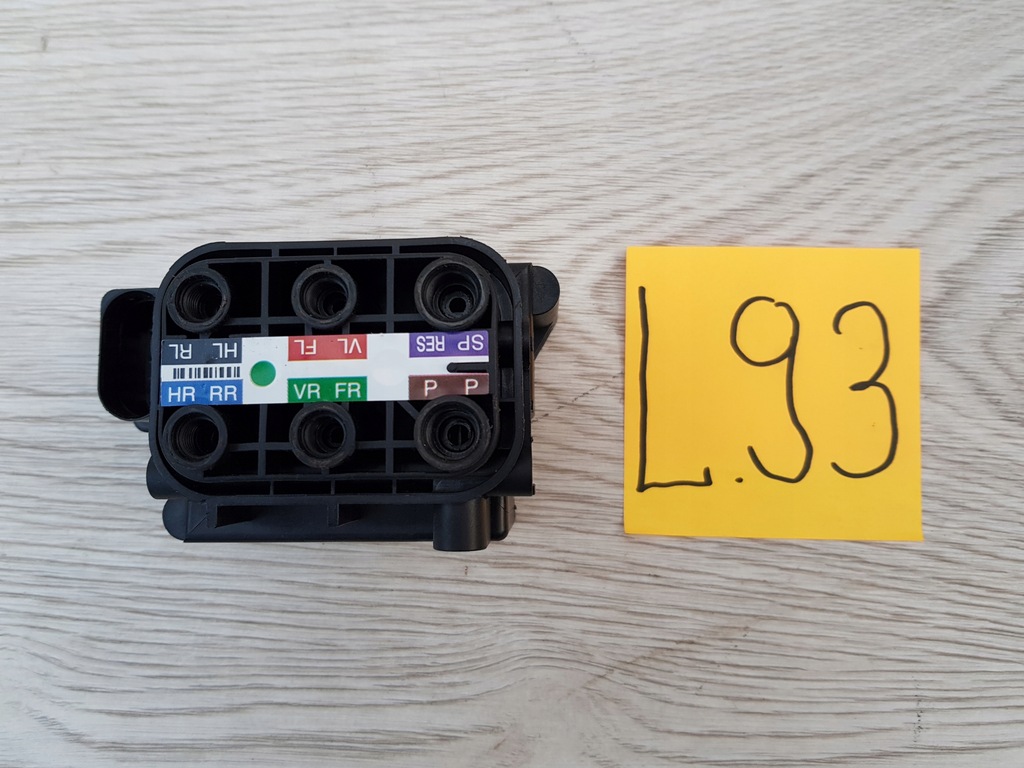 RL HL
FL VL
RES SP
HR RR
VR FR
P P
L.93